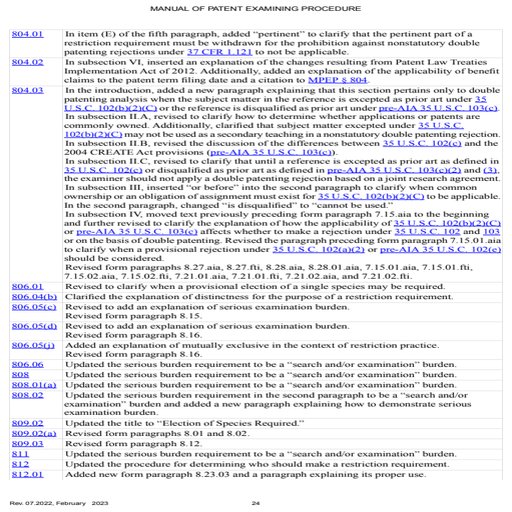 MANUAL OF PATENT EXAMINING PROCEDURE
804.01 In item (E) of the fifth paragraph, added “pertinent” to clarify that the pertinent part of a
restriction requirement must be withdrawn for the prohibition against nonstatutory double
patenting rejections under 37 CFR 1.121 to not be applicable.
804.02 In subsection VI, inserted an explanation of the changes resulting from Patent Law Treaties
Implementation Act of 2012. Additionally, added an explanation of the applicability of benefit
claims to the patent term filing date and a citation to MPEP § 804.
804.03 In the introduction, added a new paragraph explaining that this section pertains only to double
patenting analysis when the subject matter in the reference is excepted as prior art under 35
U.S.C. 102(b)(2)(C) or the reference is disqualified as prior art under pre-AIA 35 U.S.C. 103(c).
In subsection II.A, revised to clarify how to determine whether applications or patents are
commonly owned. Additionally, clarified that subject matter excepted under 35 U.S.C.
102(b)(2)(C) may not be used as a secondary teaching in a nonstatutory double patenting rejection.
In subsection II.B, revised the discussion of the differences between 35 U.S.C. 102(c) and the
2004 CREATE Act provisions (pre-AIA 35 U.S.C. 103(c)).
In subsection II.C, revised to clarify that until a reference is excepted as prior art as defined in
35 U.S.C. 102(c) or disqualified as prior art as defined in pre-AIA 35 U.S.C. 103(c)(2) and (3),
the examiner should not apply a double patenting rejection based on a joint research agreement.
In subsection III, inserted “or before” into the second paragraph to clarify when common
ownership or an obligation of assignment must exist for 35 U.S.C. 102(b)(2)(C) to be applicable.
In the second paragraph, changed “is disqualified” to “cannot be used.”
In subsection IV, moved text previously preceding form paragraph 7.15.aia to the beginning
and further revised to clarify the explanation of how the applicability of 35 U.S.C. 102(b)(2)(C)
or pre-AIA 35 U.S.C. 103(c) affects whether to make a rejection under 35 U.S.C. 102 and 103
or on the basis of double patenting. Revised the paragraph preceding form paragraph 7.15.01.aia
to clarify when a provisional rejection under 35 U.S.C. 102(a)(2) or pre-AIA 35 U.S.C. 102(e)
should be considered.
Revised form paragraphs 8.27.aia, 8.27.fti, 8.28.aia, 8.28.01.aia, 7.15.01.aia, 7.15.01.fti,
7.15.02.aia, 7.15.02.fti, 7.21.01.aia, 7.21.01.fti, 7.21.02.aia, and 7.21.02.fti.
806.01 Revised to clarify when a provisional election of a single species may be required.
806.04(b) Clarified the explanation of distinctness for the purpose of a restriction requirement.
806.05(c) Revised to add an explanation of serious examination burden.
Revised form paragraph 8.15.
806.05(d) Revised to add an explanation of serious examination burden.
Revised form paragraph 8.16.
806.05(j) Added an explanation of mutually exclusive in the context of restriction practice.
Revised form paragraph 8.16.
806.06 Updated the serious burden requirement to be a “search and/or examination” burden.
808 Updated the serious burden requirement to be a “search and/or examination” burden.
808.01(a) Updated the serious burden requirement to be a “search and/or examination” burden.
808.02 Updated the serious burden requirement in the second paragraph to be a “search and/or
examination” burden and added a new paragraph explaining how to demonstrate serious
examination burden.
809.02 Updated the title to “Election of Species Required.”
809.02(a) Revised form paragraphs 8.01 and 8.02.
809.03 Revised form paragraph 8.12.
811 Updated the serious burden requirement to be a “search and/or examination” burden.
812 Updated the procedure for determining who should make a restriction requirement.
812.01 Added new form paragraph 8.23.03 and a paragraph explaining its proper use.
Rev. 07.2022, February 2023 24